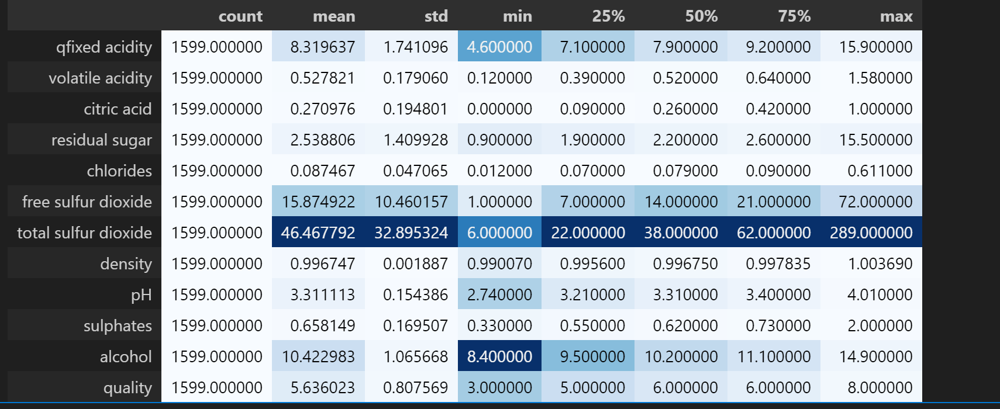 count mean std min 25% 50% 75% max
qfixed acidity 1599.000000 8.319637 1.741096 4.600000 7.100000 7.900000 9.200000 15.900000
volatile acidity 1599.000000 0.527821 0.179060 0.120000 0.390000 0.520000 0.640000 1.580000
citric acid 1599.000000 0.270976 0.194801 0.000000 0.090000 0.260000 0.420000 1.000000
residual sugar 1599.000000 2.538806 1.409928 0.900000 1.900000 2.200000 2.600000 15.500000
chlorides 1599.000000 0.087467 0.047065 0.012000 0.070000 0.079000 0.090000 0.611000
free sulfur dioxide 1599.000000 15.874922 10.460157 1.000000 7.000000 14.000000 21.000000 72.000000
total sulfur dioxide 1599.000000 46.467792 32.895324 6.000000 22.000000 38.000000 62.000000 289.000000
density 1599.000000 0.996747 0.001887 0.990070 0.995600 0.996750 0.997835 1.003690
pH 1599.000000 3.311113 0.154386 2.740000 3.210000 3.310000 3.400000 4.010000
sulphates 1599.000000 0.658149 0.169507 0.330000 0.550000 0.620000 0.730000 2.000000
alcohol 1599.000000 10.422983 1.065668 8.400000 9.500000 10.200000 11.100000 14.900000
quality 1599.000000 5.636023 0.807569 3.000000 5.000000 6.000000 6.000000 8.000000